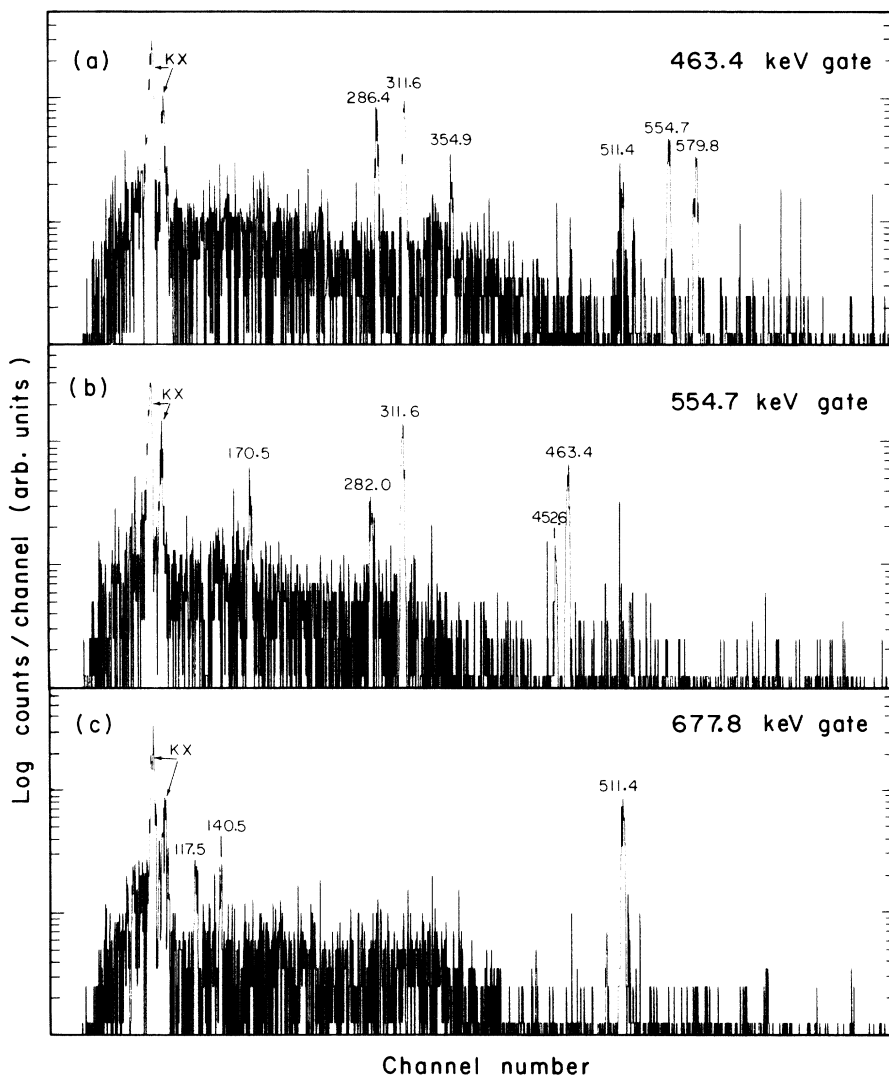 (a)
463.4 keV gate
KX
286.4
311.6
354.9
511.4
554.7
579.8
(b)
554.7 keV gate
KX
170.5
282.0
311.6
452.6
463.4
(c)
677.8 keV gate
KX
117.5
140.5
511.4
Log counts / channel (arb. units)
Channel number